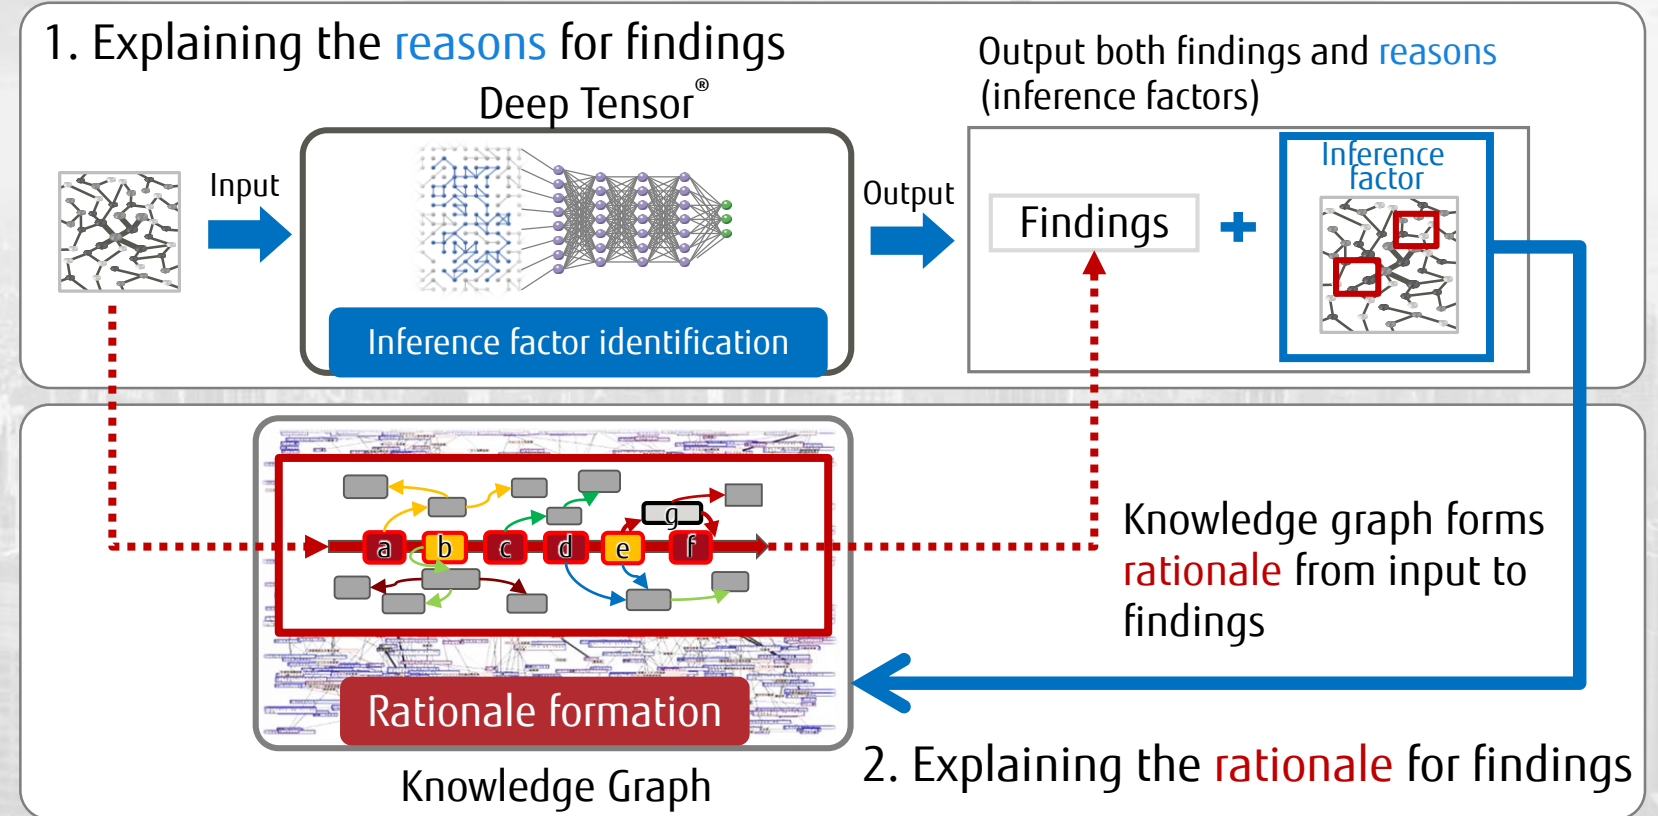 1. Explaining the reasons for findings
Deep Tensor®
Output both findings and reasons
(inference factors)
Input
Output
Inference
factor
Findings
Inference factor identification
a
b
c
d
e
f
g
Knowledge graph forms
rationale from input to
findings
Rationale formation
Knowledge Graph
2. Explaining the rationale for findings